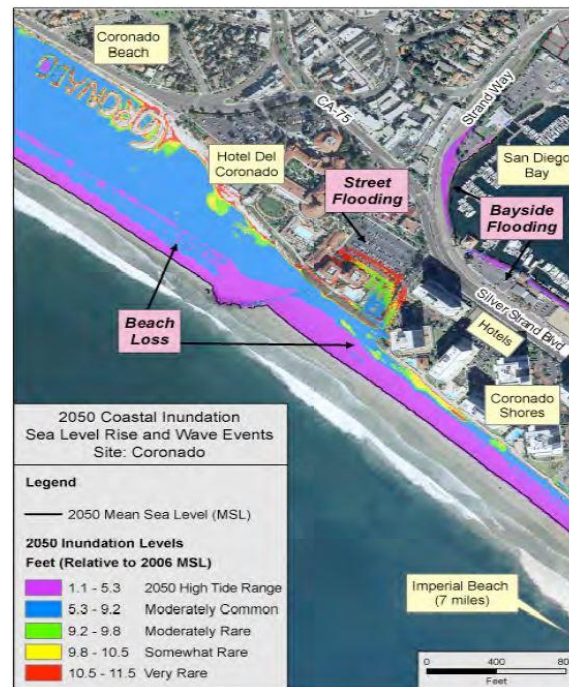 Coronado
Beach
CORONADO
CA-75
Strand Way
San Diego
Bay
Hotel Del
Coronado
Street
Flooding
Bayside
Flooding
Silver Strand Blvd
Beach
Loss
Hotels
Coronado
Shores
2050 Coastal Inundation
Sea Level Rise and Wave Events
Site: Coronado
Legend
2050 Mean Sea Level (MSL)
2050 Inundation Levels
Feet (Relative to 2006 MSL)
1.1 - 5.3 2050 High Tide Range
5.3 - 9.2 Moderately Common
9.2 - 9.8 Moderately Rare
9.8 - 10.5 Somewhat Rare
10.5 - 11.5 Very Rare
Imperial Beach
(7 miles)
0 400
Feet